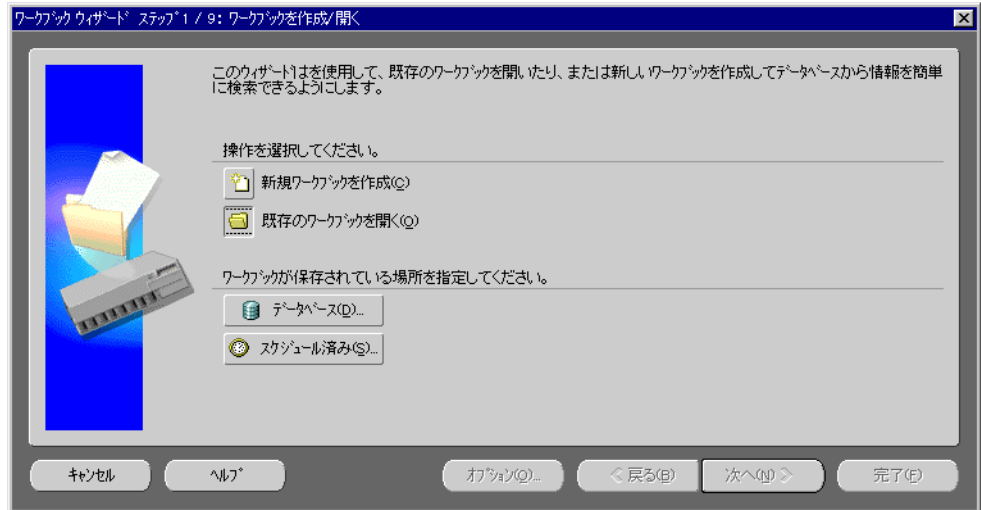 ワークブック ウィザード ステップ1 / 9: ワークブックを作成/開く
このウィザードはを使用して、既存のワークブックを開いたり、または新しいワークブックを作成してデータベースから情報を簡単
に検索できるようにします。
操作を選択してください。
新規ワークブックを作成(C)
既存のワークブックを開く(O)
ワークブックが保存されている場所を指定してください。
データベース(D)...
スケジュール済み(S)...
キャンセル
ヘルプ
オプション(O)...
< 戻る(B)
次へ(N) >
完了(F)